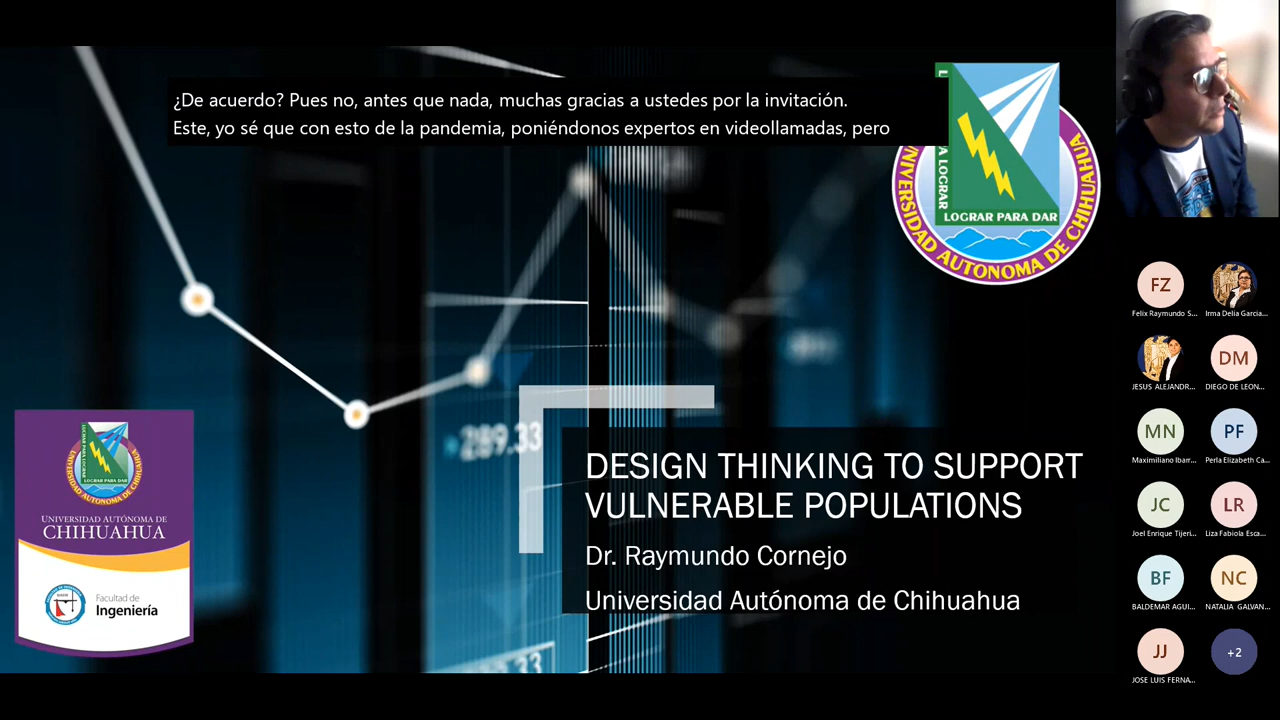 ¿De acuerdo? Pues no, antes que nada, muchas gracias a ustedes por la invitación.
Este, yo sé que con esto de la pandemia, poniéndonos expertos en videollamadas, pero
LOGRAR PARA DAR
UNIVERSIDAD AUTONOMA DE CHIHUAHUA
289.33
DESIGN THINKING TO SUPPORT
VULNERABLE POPULATIONS
Dr. Raymundo Cornejo
Universidad Autónoma de Chihuahua
UNIVERSIDAD AUTÓNOMA DE
CHIHUAHUA
Facultad de
Ingeniería
FZ
Felix Raymundo S...
Irma Delia Garcia...
JESUS ALEJANDR...
DM
DIEGO DE LEON...
MN
Maximiliano Ibarr...
PF
Perla Elizabeth Ca...
JC
Joel Enrique Tijeri...
LR
Liza Fabiola Esca...
BF
BALDEMAR AGUI...
NC
NATALIA GALVAN...
JJ
JOSE LUIS FERNA...
+2